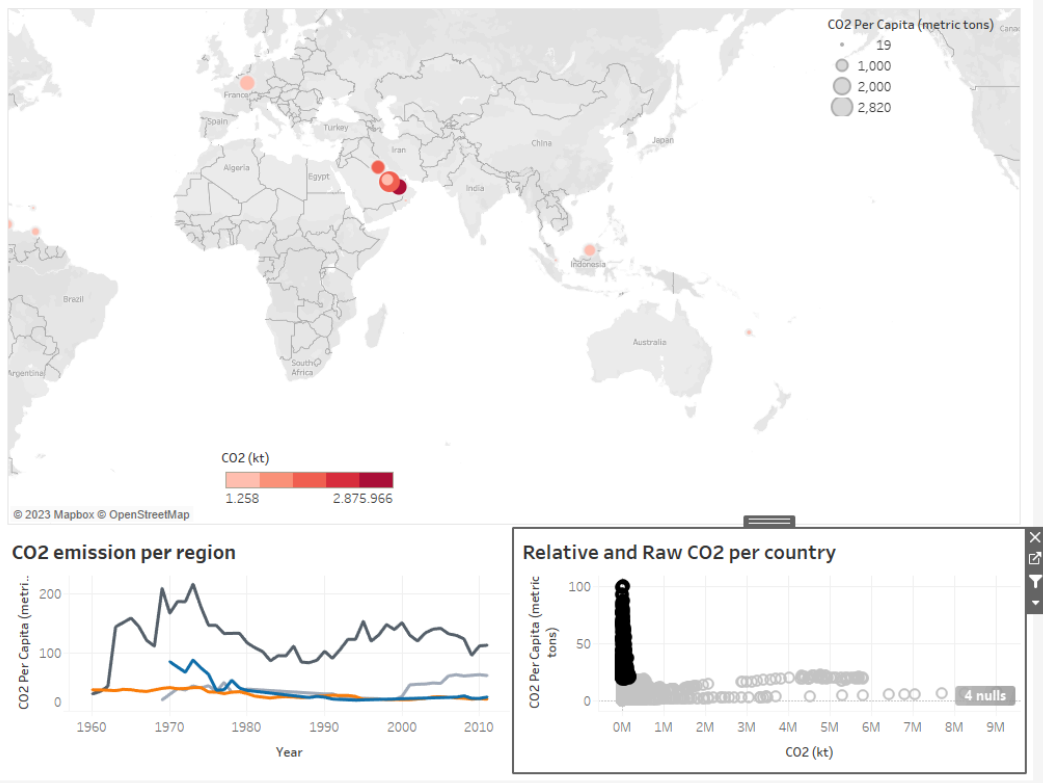 CO2 Per Capita (metric tons)
19
1,000
2,000
2,820
Canac
France
Spain
Turkey
Iran
China
Japan
Algeria
Egypt
India
Indonesia
Brazil
Australia
South
Africa
Argentina
CO2 (kt)
1.258
2.875.966
© 2023 Mapbox © OpenStreetMap
CO2 emission per region
CO2 Per Capita (metri..
200
100
0
1960
1970
1980
1990
2000
2010
Year
Relative and Raw CO2 per country
CO2 Per Capita (metric
tons)
100
50
0
4 nulls
0M
1M
2M
3M
4M
5M
6M
7M
8M
9M
CO2 (kt)